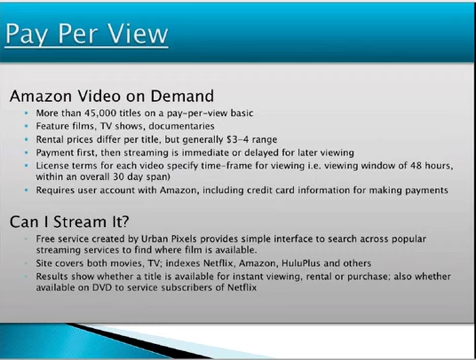 Pay Per View
Amazon Video on Demand
More than 45,000 titles on a pay-per-view basic
Feature films, TV shows, documentaries
Rental prices differ per title, but generally $3-4 range
Payment first, then streaming is immediate or delayed for later viewing
License terms for each video specify time-frame for viewing i.e. viewing window of 48 hours,
within an overall 30 day span)
Requires user account with Amazon, including credit card information for making payments
Can I Stream It?
Free service created by Urban Pixels provides simple interface to search across popular
streaming services to find where film is available.
Site covers both movies, TV; indexes Netflix, Amazon, HuluPlus and others
Results show whether a title is available for instant viewing, rental or purchase; also whether
available on DVD to service subscribers of Netflix